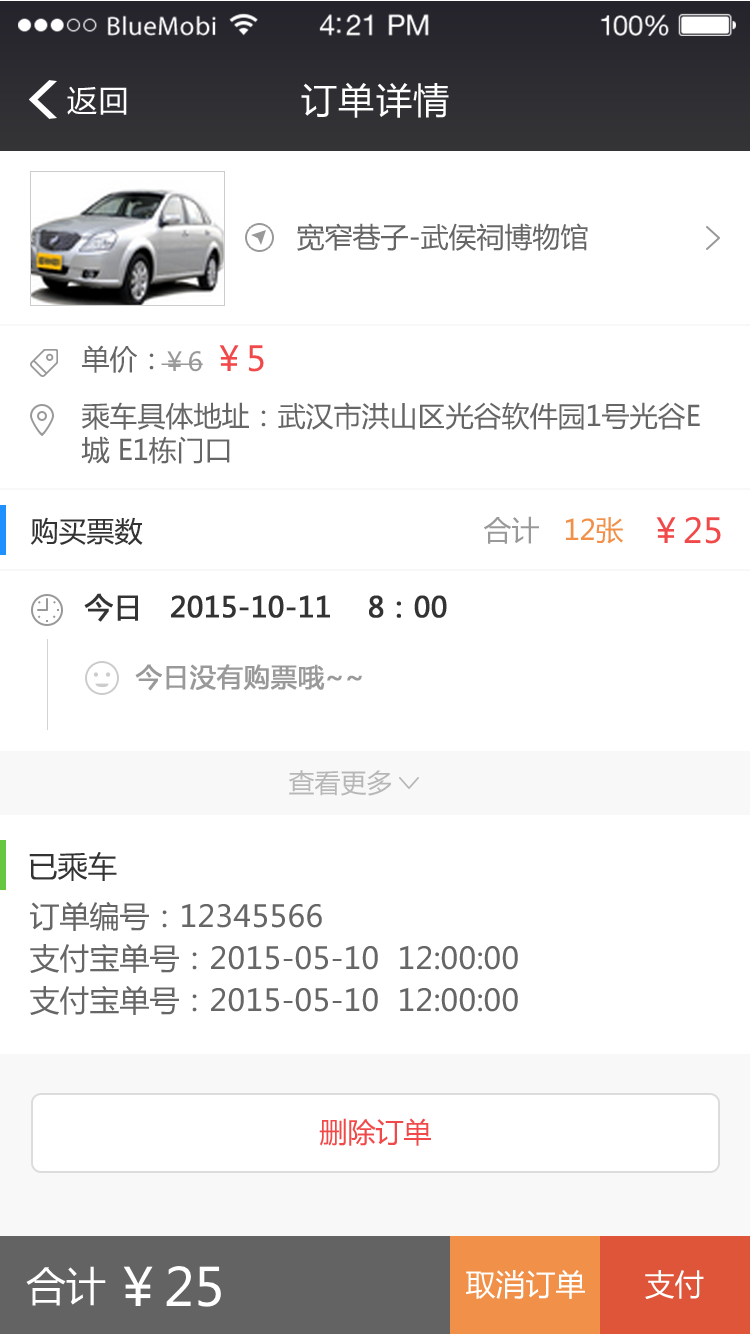 BlueMobi 4:21 PM 100%
返回 订单详情
宽窄巷子-武侯祠博物馆
单价：￥6 ￥5
乘车具体地址：武汉市洪山区光谷软件园1号光谷E
城 E1栋门口
购买票数 合计 12张 ￥25
今日 2015-10-11 8：00
今日没有购票哦~~
查看更多
已乘车
订单编号：12345566
支付宝单号：2015-05-10 12:00:00
支付宝单号：2015-05-10 12:00:00
删除订单
合计 ￥25 取消订单 支付